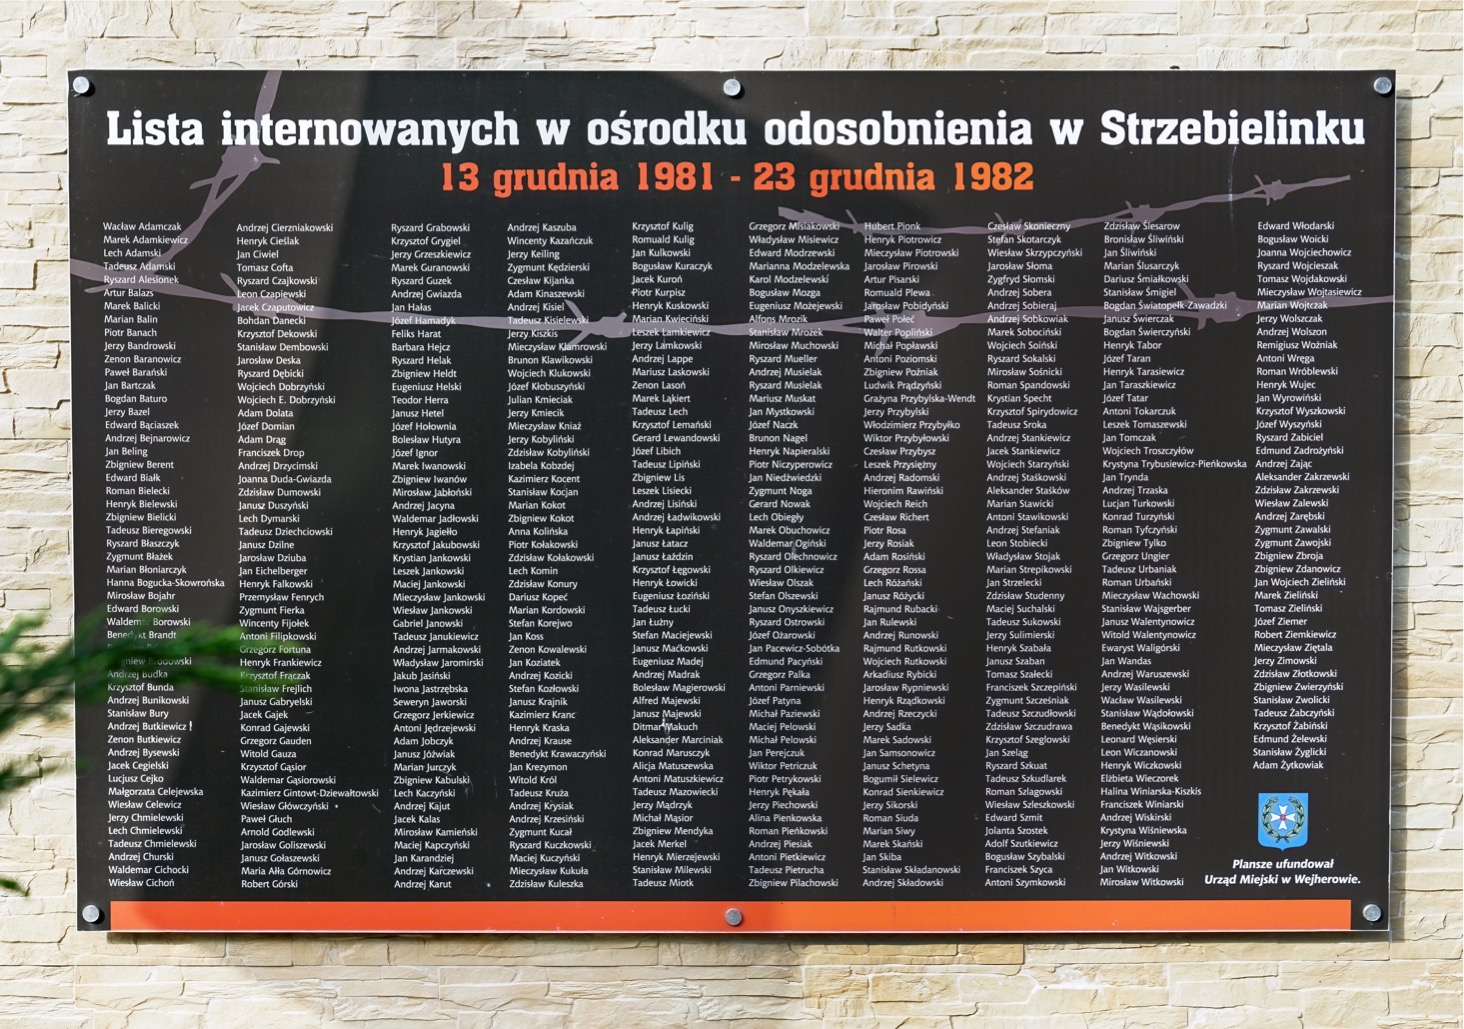 Lista internowanych w ośrodku odosobnienia w Strzebielinku
13 grudnia 1981 - 23 grudnia 1982
Wacław Adamczak
Marek Adamkiewicz
Lech Adamski
Tadeusz Adamski
Ryszard Alesionek
Artur Balazs
Marek Balicki
Marian Balin
Piotr Banach
Jerzy Bandrowski
Zenon Baranowicz
Paweł Barański
Jan Bartczak
Bogdan Baturo
Jerzy Bazel
Edward Bąciaszek
Andrzej Bejnarowicz
Jan Beling
Zbigniew Berent
Edward Białk
Roman Bielecki
Henryk Bielewski
Zbigniew Bielicki
Tadeusz Bieregowski
Ryszard Błaszczyk
Zygmunt Błażek
Marian Błoniarczyk
Hanna Bogucka-Skowrońska
Mirosław Bojahr
Edward Borowski
Waldemar Borowski
Benedykt Brandt
Zbigniew Brodowski
Andrzej Budka
Krzysztof Bunda
Andrzej Bunikowski
Stanisław Bury
Andrzej Butkiewicz
Zenon Butkiewicz
Andrzej Bysewski
Jacek Cegielski
Lucjusz Cejko
Małgorzata Celejewska
Wiesław Celewicz
Jerzy Chmielewski
Lech Chmielewski
Tadeusz Chmielewski
Andrzej Churski
Waldemar Cichocki
Wiesław Cichoń
Andrzej Cierzniakowski
Henryk Cieślak
Jan Ciwiel
Tomasz Cofta
Ryszard Czajkowski
Leon Czapiewski
Jacek Czaputowicz
Bohdan Danecki
Krzysztof Dekowski
Stanisław Dembowski
Jarosław Deska
Ryszard Dębicki
Wojciech Dobrzyński
Wojciech E. Dobrzyński
Adam Dolata
Józef Domian
Adam Drąg
Franciszek Drop
Andrzej Drzycimski
Joanna Duda-Gwiazda
Zdzisław Dumowski
Janusz Duszyński
Lech Dymarski
Tadeusz Dziechciowski
Janusz Dzilne
Jarosław Dziuba
Jan Eichelberger
Henryk Falkowski
Przemysław Fenrych
Zygmunt Fierka
Wincenty Fijołek
Antoni Filipkowski
Grzegorz Fortuna
Henryk Frankiewicz
Krzysztof Frączak
Stanisław Frejlich
Janusz Gabryelski
Jacek Gajek
Konrad Gajewski
Grzegorz Gauden
Witold Gauza
Krzysztof Gąsior
Waldemar Gąsiorowski
Kazimierz Gintowt-Dziewałtowski
Wiesław Główczyński
Paweł Głuch
Arnold Godlewski
Jarosław Goliszewski
Janusz Gołaszewski
Maria Alla Górnowicz
Robert Górski
Ryszard Grabowski
Krzysztof Grygiel
Jerzy Grzeszkiewicz
Marek Guranowski
Ryszard Guzek
Andrzej Gwiazda
Jan Hałas
Józef Hamadyk
Feliks Harat
Barbara Hejcz
Ryszard Helak
Zbigniew Heldt
Eugeniusz Helski
Teodor Herra
Janusz Hetel
Józef Hołownia
Bolesław Hutyra
Józef Ignor
Marek Iwanowski
Zbigniew Iwanów
Mirosław Jabłoński
Andrzej Jacyna
Waldemar Jadłowski
Henryk Jagiełło
Krzysztof Jakubowski
Krystian Jankowski
Leszek Jankowski
Maciej Jankowski
Mieczysław Jankowski
Wiesław Jankowski
Gabriel Janowski
Tadeusz Janukiewicz
Andrzej Jarmakowski
Władysław Jaromirski
Jakub Jasiński
Iwona Jastrzębska
Seweryn Jaworski
Grzegorz Jerkiewicz
Antoni Jędrzejewski
Adam Jobczyk
Janusz Jóźwiak
Marian Jurczyk
Zbigniew Kabulski
Lech Kaczyński
Andrzej Kajut
Jacek Kalas
Mirosław Kamieński
Maciej Kapczyński
Jan Karandziej
Andrzej Karczewski
Andrzej Karut
Andrzej Kaszuba
Wincenty Kazańczuk
Jerzy Keiling
Zygmunt Kędzierski
Czesław Kijanka
Adam Kinaszewski
Andrzej Kisiel
Tadeusz Kisielewski
Jerzy Kiszkis
Mieczysław Klamrowski
Brunon Klawikowski
Wojciech Klukowski
Józef Kłobuszyński
Julian Kmieciak
Jerzy Kmiecik
Mieczysław Kniaź
Jerzy Kobyliński
Zdzisław Kobyliński
Izabela Kobzdej
Kazimierz Kocent
Stanisław Kocjan
Marian Kokot
Zbigniew Kokot
Anna Kolińska
Piotr Kołakowski
Zdzisław Kołakowski
Lech Komin
Zdzisław Konury
Dariusz Kopeć
Marian Kordowski
Stefan Korejwo
Jan Koss
Zenon Kowalewski
Jan Koziatek
Andrzej Kozicki
Stefan Kozłowski
Janusz Krajnik
Kazimierz Kranc
Henryk Kraska
Andrzej Krause
Benedykt Krawaczyński
Jan Krezymon
Witold Król
Tadeusz Kruża
Andrzej Krysiak
Andrzej Krzesiński
Zygmunt Kucał
Ryszard Kuczkowski
Maciej Kuczyński
Mieczysław Kukuła
Zdzisław Kuleszka
Krzysztof Kulig
Romuald Kulig
Jan Kulkowski
Bogusław Kuraczyk
Jacek Kuroń
Piotr Kurpisz
Henryk Kuskowski
Marian Kwieciński
Leszek Lamkiewicz
Jerzy Lamkowski
Andrzej Lappe
Mariusz Laskowski
Zenon Lasoń
Marek Ląkiert
Tadeusz Lech
Krzysztof Lemański
Gerard Lewandowski
Józef Libich
Tadeusz Lipiński
Zbigniew Lis
Leszek Lisiecki
Andrzej Lisiński
Andrzej Ładwikowski
Henryk Łapiński
Janusz Łatacz
Janusz Łaździn
Krzysztof Łęgowski
Henryk Łowicki
Eugeniusz Łoziński
Tadeusz Łucki
Jan Łużny
Stefan Maciejewski
Janusz Maćkowski
Eugeniusz Madej
Andrzej Madrak
Bolesław Magierowski
Alfred Majewski
Janusz Majewski
Ditmar Makuch
Aleksander Marciniak
Konrad Marusczyk
Alicja Matuszewska
Antoni Matuszkiewicz
Tadeusz Mazowiecki
Jerzy Mądrzyk
Michał Mąsior
Zbigniew Mendyka
Jacek Merkel
Henryk Mierzejewski
Stanisław Milewski
Tadeusz Miotk
Grzegorz Misiakowski
Władysław Misiewicz
Edward Modrzewski
Marianna Modzelewska
Karol Modzelewski
Bogusław Mozga
Eugeniusz Możejewski
Alfons Mrozik
Stanisław Mrożek
Mirosław Muchowski
Ryszard Mueller
Andrzej Musielak
Ryszard Musielak
Mariusz Muskat
Jan Mystkowski
Józef Naczk
Brunon Nagel
Henryk Napieralski
Piotr Niczyperowicz
Jan Niedźwiedzki
Zygmunt Noga
Gerard Nowak
Lech Obiegły
Marek Obuchowicz
Waldemar Ogiński
Ryszard Olechnowicz
Ryszard Olkiewicz
Wiesław Olszak
Stefan Olszewski
Janusz Onyszkiewicz
Ryszard Ostrowski
Józef Ożarowski
Jan Pacewicz-Sobótka
Edmund Pacyński
Grzegorz Palka
Antoni Parniewski
Józef Patyna
Michał Paziewski
Maciej Pelowski
Michał Pelowski
Jan Perejczuk
Wiktor Petriczuk
Piotr Petrykowski
Henryk Pękała
Jerzy Piechowski
Alina Pienkowska
Roman Pieńkowski
Andrzej Piesiak
Antoni Pietkiewicz
Tadeusz Pietrucha
Zbigniew Pilachowski
Hubert Pionk
Henryk Piotrowicz
Mieczysław Piotrowski
Jarosław Pirowski
Artur Pisarski
Romuald Plewa
Jarosław Pobidyński
Paweł Połeć
Walter Popliński
Michał Popławski
Antoni Poziomski
Zbigniew Poźniak
Ludwik Prądzyński
Grażyna Przybylska-Wendt
Jerzy Przybylski
Włodzimierz Przybyłko
Wiktor Przybyłowski
Czesław Przybysz
Leszek Przysiężny
Andrzej Radomski
Hieronim Rawiński
Wojciech Reich
Czesław Richert
Piotr Rosa
Jerzy Rosiak
Adam Rosiński
Grzegorz Rossa
Lech Różański
Janusz Różycki
Rajmund Rubacki
Jan Rulewski
Andrzej Runowski
Rajmund Rutkowski
Wojciech Rutkowski
Arkadiusz Rybicki
Jarosław Rypniewski
Henryk Rządkowski
Andrzej Rzeczycki
Jerzy Sadka
Marek Sadowski
Jan Samsonowicz
Janusz Schetyna
Bogumił Sielewicz
Konrad Sienkiewicz
Jerzy Sikorski
Roman Siuda
Marian Siwy
Marek Skański
Jan Skiba
Stanisław Składanowski
Andrzej Składowski
Czesław Skonieczny
Stefan Skotarczyk
Wiesław Skrzypczyński
Jarosław Słoma
Zygfryd Słomski
Andrzej Sobera
Andrzej Sobieraj
Andrzej Sobkowiak
Marek Sobociński
Wojciech Soiński
Ryszard Sokalski
Mirosław Sośnicki
Roman Spandowski
Krystian Specht
Krzysztof Spirydowicz
Tadeusz Sroka
Andrzej Stankiewicz
Jacek Stankiewicz
Wojciech Starzyński
Andrzej Staśkowski
Aleksander Staśków
Marian Stawicki
Antoni Stawikowski
Andrzej Stefaniak
Leon Stobiecki
Władysław Stojak
Marian Strepikowski
Jan Strzelecki
Zdzisław Studenny
Maciej Suchalski
Tadeusz Sukowski
Jerzy Sulimierski
Henryk Szabała
Janusz Szaban
Tomasz Szałecki
Franciszek Szczepiński
Zygmunt Sześniak
Tadeusz Szczudłowski
Zdzisław Szczudrawa
Krzysztof Szeglowski
Jan Szeląg
Ryszard Szkuat
Tadeusz Szkudlarek
Roman Szlagowski
Wiesław Szleszkowski
Edward Szmit
Jolanta Szostek
Adolf Szutkiewicz
Bogusław Szybalski
Franciszek Szyca
Antoni Szymkowski
Zdzisław Ślesarow
Bronisław Śliwiński
Jan Śliwiński
Marian Ślusarczyk
Dariusz Śmiałkowski
Stanisław Śmigiel
Bogdan Światopełk-Zawadzki
Janusz Świerczak
Bogdan Świerczyński
Henryk Tabor
Józef Taran
Henryk Tarasiewicz
Jan Taraszkiewicz
Józef Tatar
Antoni Tokarczuk
Leszek Tomaszewski
Jan Tomczak
Wojciech Troszczyłów
Krystyna Trybusiewicz-Pieńkowska
Jan Trynda
Andrzej Trzaska
Lucjan Turkowski
Konrad Turzyński
Roman Tyfczyński
Zbigniew Tylko
Grzegorz Ungier
Tadeusz Urbaniak
Roman Urbański
Mieczysław Wachowski
Stanisław Wajsgerber
Janusz Walentynowicz
Witold Walentynowicz
Ewaryst Waligórski
Jan Wandas
Andrzej Waruszewski
Jerzy Wasilewski
Wacław Wasilewski
Stanisław Wądołowski
Benedykt Wąsikowski
Leonard Węsierski
Leon Wiczanowski
Henryk Wiczkowski
Elżbieta Wieczorek
Halina Winiarska-Kiszkis
Franciszek Winiarski
Andrzej Wiskirski
Krystyna Wiśniewska
Jerzy Wiśniewski
Andrzej Witkowski
Jan Witkowski
Mirosław Witkowski
Edward Włodarski
Bogusław Woicki
Joanna Wojciechowicz
Ryszard Wojcieszak
Tomasz Wojdakowski
Mieczysław Wojtasiewicz
Marian Wojtczak
Jerzy Wolszczak
Andrzej Wolszon
Remigiusz Woźniak
Antoni Wręga
Roman Wróblewski
Henryk Wujec
Jan Wyrowiński
Krzysztof Wyszkowski
Józef Wyszyński
Ryszard Zabiciel
Edmund Zadrożyński
Andrzej Zając
Aleksander Zakrzewski
Zdzisław Zakrzewski
Wiesław Zalewski
Andrzej Zarębski
Zygmunt Zawalski
Zygmunt Zawojski
Zbigniew Zbroja
Zbigniew Zdanowicz
Jan Wojciech Zieliński
Marek Zieliński
Tomasz Zieliński
Józef Ziemer
Robert Ziemkiewicz
Mieczysław Ziętala
Jerzy Zimowski
Zdzisław Złotkowski
Zbigniew Zwierzyński
Stanisław Zwolicki
Tadeusz Żabczyński
Krzysztof Żabiński
Edmund Żelewski
Stanisław Żyglicki
Adam Żytkowiak
Plansze ufundował
Urząd Miejski w Wejherowie.